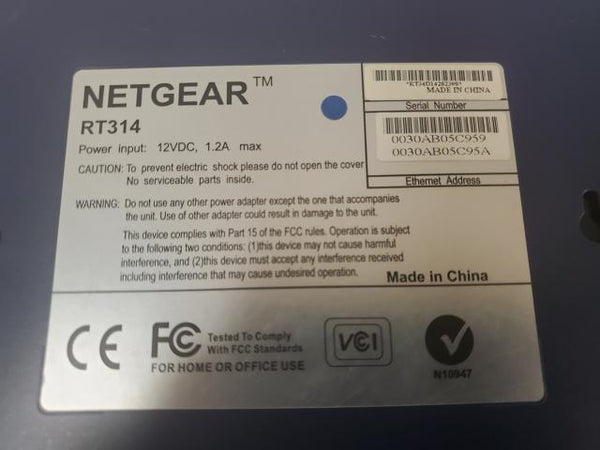 NETGEAR™
RT314
Power input: 12VDC, 1.2A max
CAUTION: To prevent electric shock please do not open the cover
No serviceable parts inside.
MADE IN CHINA
Serial Number
0030AB05C959
0030AB05C95A
Ethernet Address
WARNING: Do not use any other power adapter except the one that accompanies
the unit. Use of other adapter could result in damage to the unit.
This device complies with Part 15 of the FCC rules. Operation is subject
to the following two conditions: (1)this device may not cause harmful
interference, and (2)this device must accept any interference received
including interference that may cause undesired operation.
Made in China
CE
FC
Tested To Comply
With FCC Standards
FOR HOME OR OFFICE USE
VCI
N10947